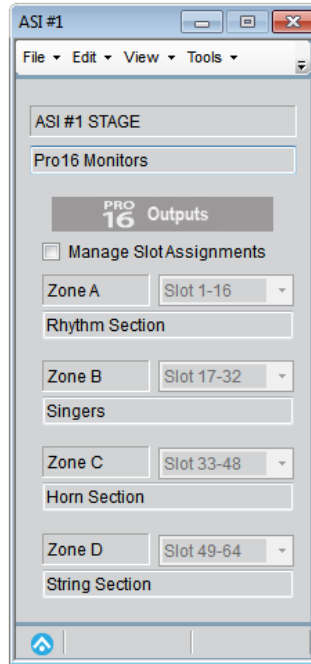 ASI #1
File Edit View Tools
ASI #1 STAGE
Pro16 Monitors
PRO 16 Outputs
Manage Slot Assignments
Zone A Slot 1-16
Rhythm Section
Zone B Slot 17-32
Singers
Zone C Slot 33-48
Horn Section
Zone D Slot 49-64
String Section